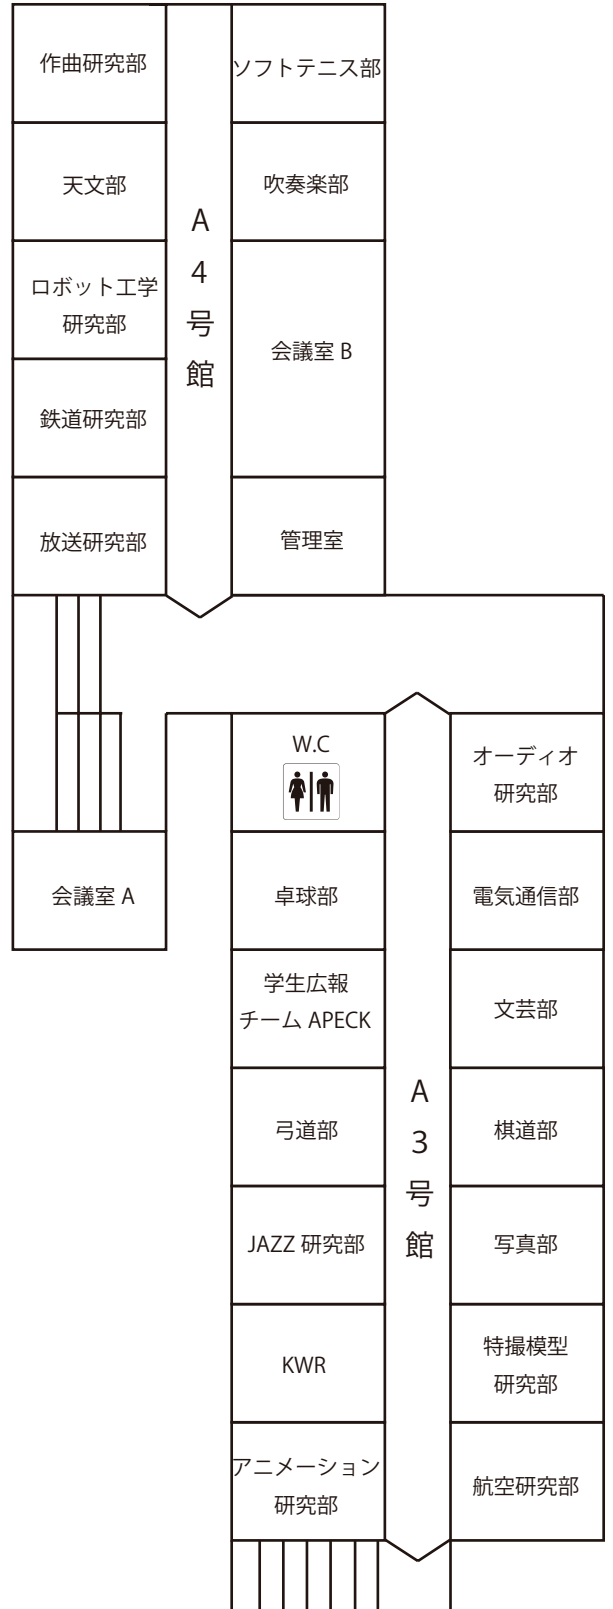 作曲研究部
ソフトテニス部
天文部
吹奏楽部
A4号館
ロボット工学
研究部
会議室 B
鉄道研究部
放送研究部
管理室
W.C
オーディオ
研究部
会議室 A
卓球部
電気通信部
学生広報
チーム APECK
文芸部
A3号館
弓道部
棋道部
JAZZ 研究部
写真部
KWR
特撮模型
研究部
アニメーション
研究部
航空研究部